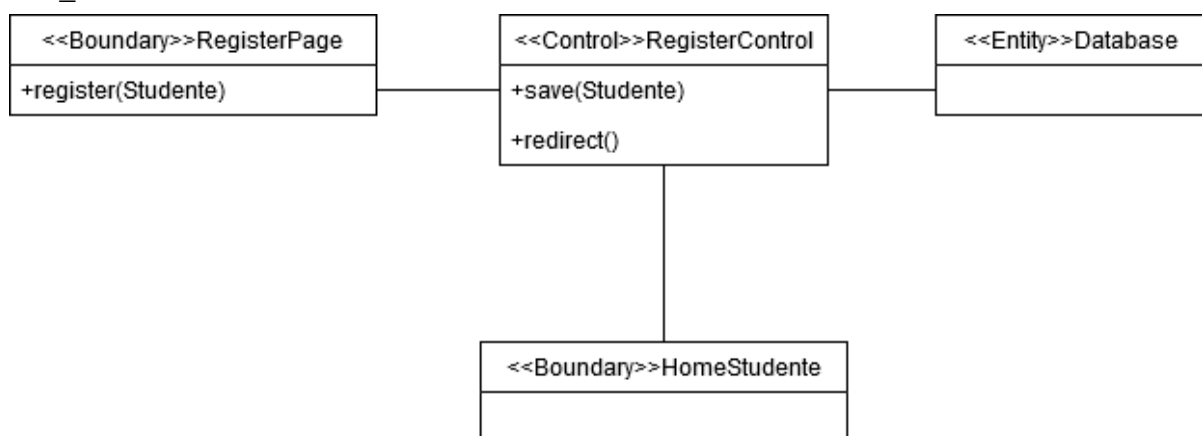 <<Boundary>>RegisterPage
+register(Studente)
<<Control>>RegisterControl
+save(Studente)
+redirect()
<<Entity>>Database
<<Boundary>>HomeStudente